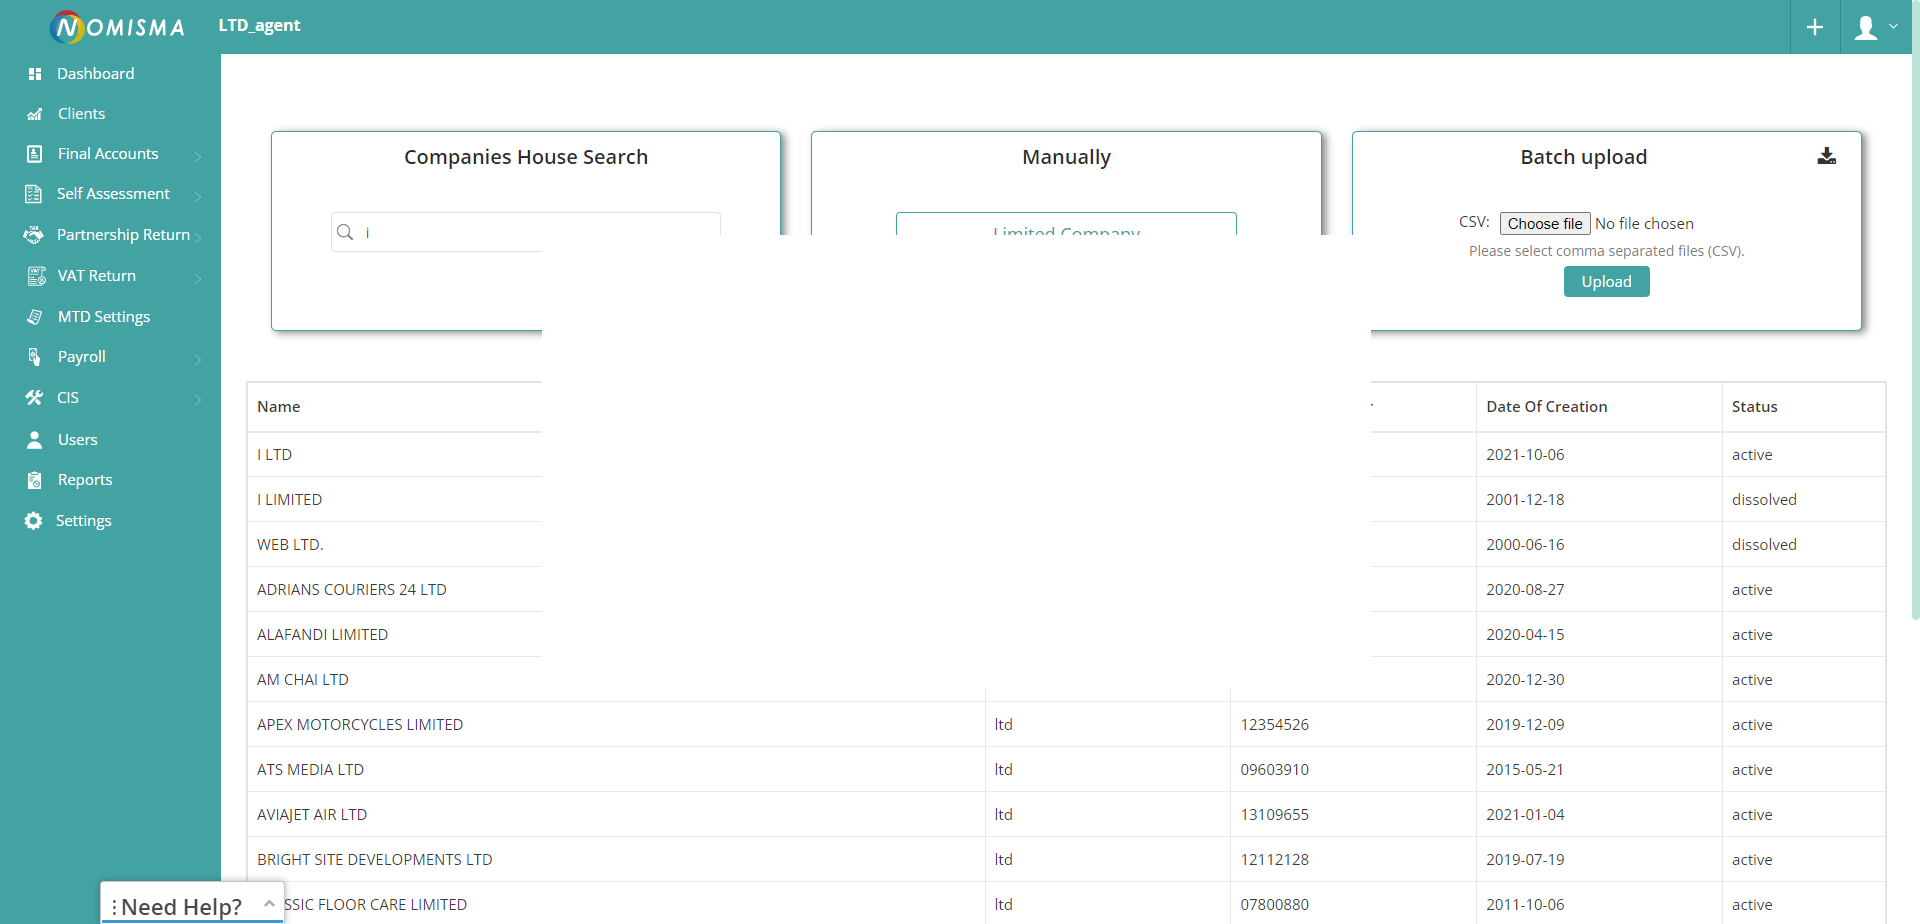 NOMISMA LTD_agent
Dashboard
Clients
Final Accounts
Self Assessment
Partnership Return
VAT Return
MTD Settings
Payroll
CIS
Users
Reports
Settings
Companies House Search
i
Manually
Limited Company
Batch upload
CSV: Choose file No file chosen
Please select comma separated files (CSV).
Upload
Name Date Of Creation Status
I LTD 2021-10-06 active
I LIMITED 2001-12-18 dissolved
WEB LTD. 2000-06-16 dissolved
ADRIANS COURIERS 24 LTD 2020-08-27 active
ALAFANDI LIMITED 2020-04-15 active
AM CHAI LTD 2020-12-30 active
APEX MOTORCYCLES LIMITED ltd 12354526 2019-12-09 active
ATS MEDIA LTD ltd 09603910 2015-05-21 active
AVIAJET AIR LTD ltd 13109655 2021-01-04 active
BRIGHT SITE DEVELOPMENTS LTD ltd 12112128 2019-07-19 active
SSIC FLOOR CARE LIMITED ltd 07800880 2011-10-06 active
Need Help?